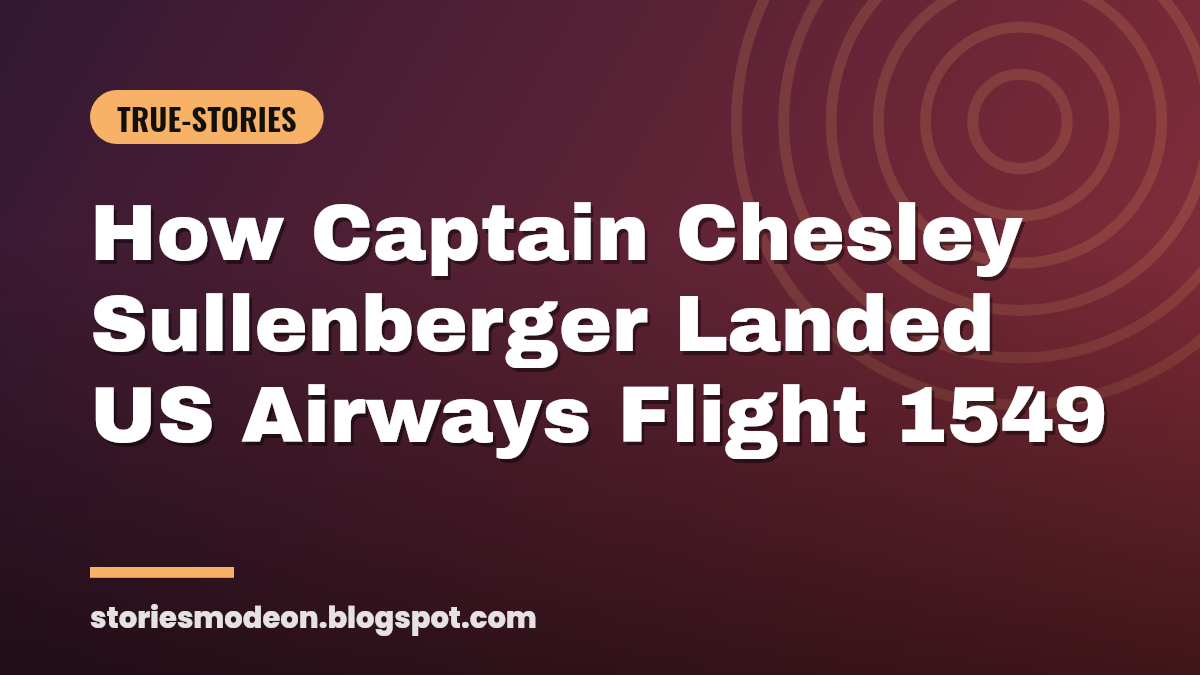 TRUE-STORIES
How Captain Chesley
Sullenberger Landed
US Airways Flight 1549
storiesmodeon.blogspot.com